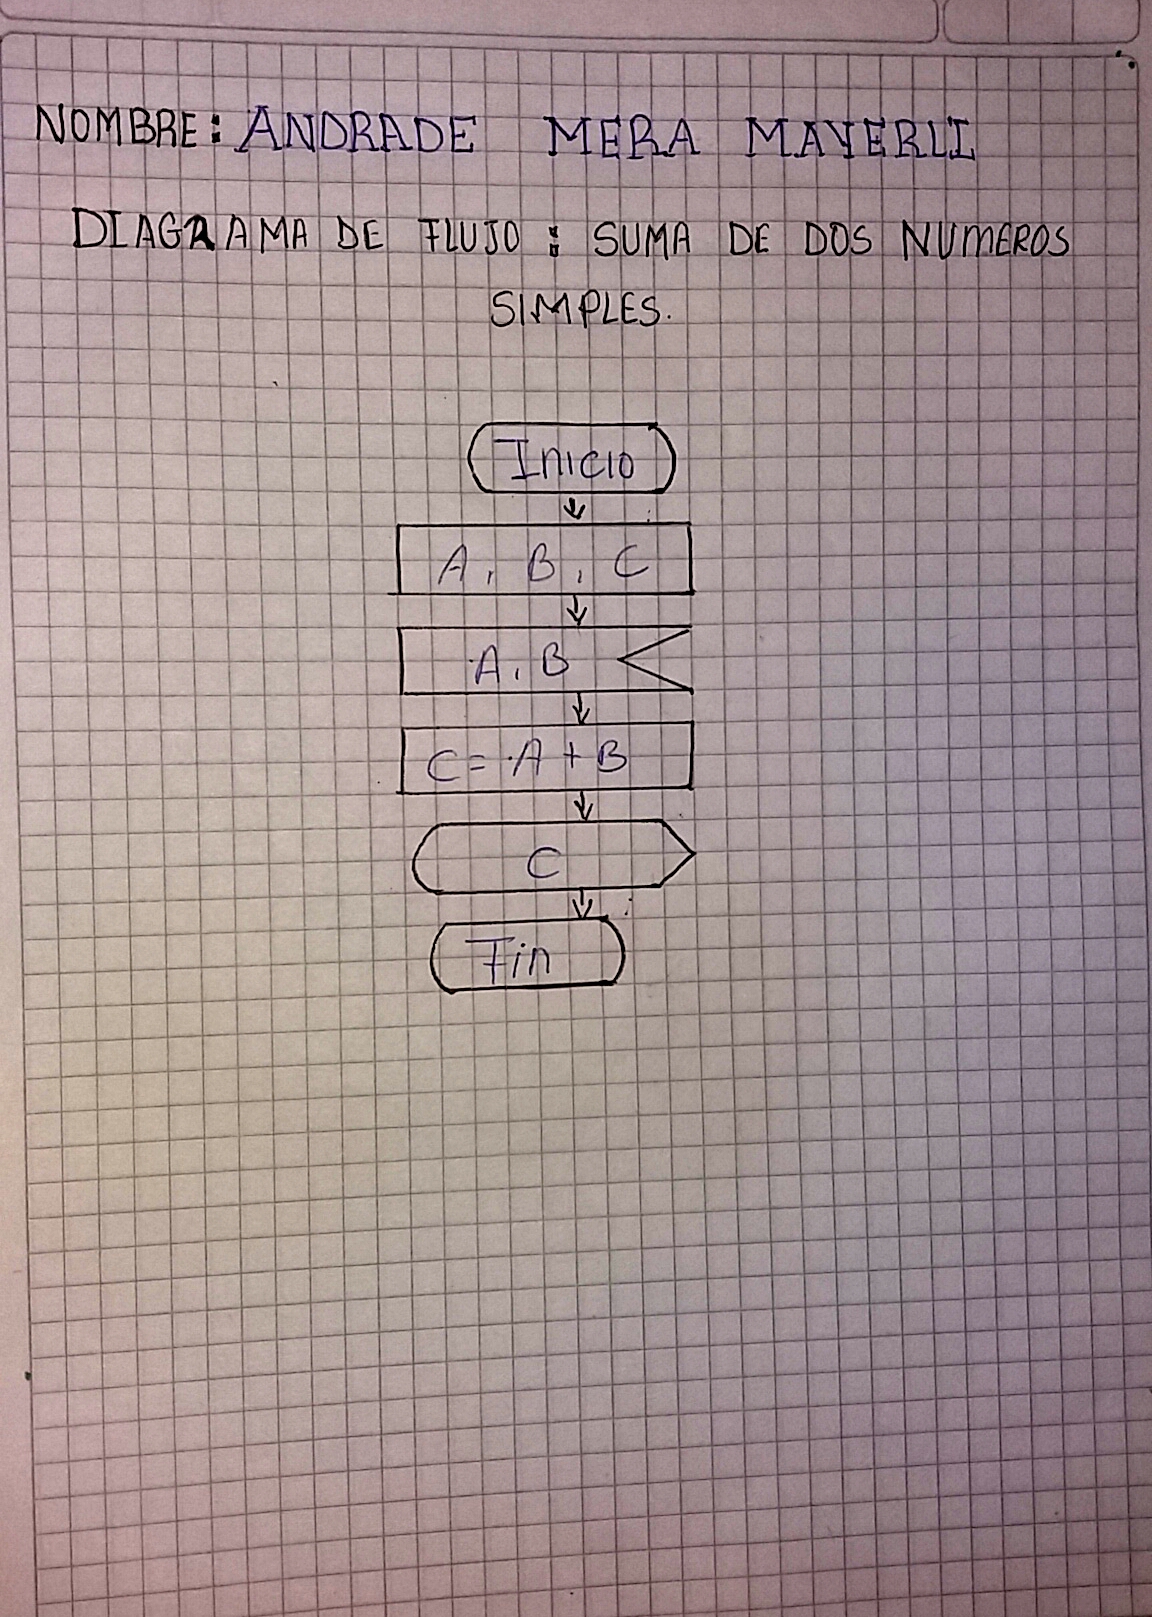 NOMBRE: ANDRADE MERA MAYERLI
DIAGRAMA DE FLUJO: SUMA DE DOS NUMEROS
SIMPLES.
Inicio
A, B, C
A, B
C = A + B
C
Fin